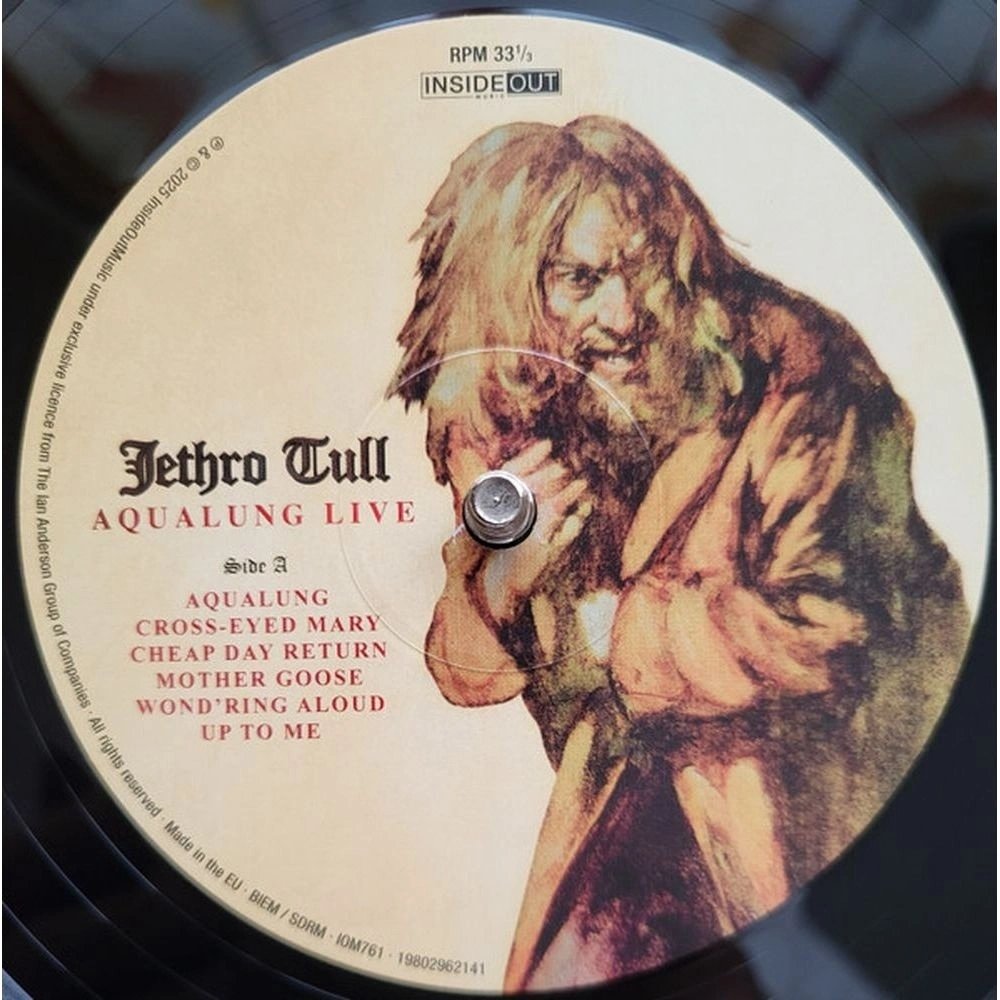 RPM 33⅓
INSIDEOUT
MUSIC
Jethro Tull
AQUALUNG LIVE
Side A
AQUALUNG
CROSS-EYED MARY
CHEAP DAY RETURN
MOTHER GOOSE
WOND'RING ALOUD
UP TO ME
℗ & © 2025 InsideOutMusic under exclusive licence from The Ian Anderson Group of Companies · All rights reserved · Made in the EU · BIEM / SDRM · IOM761 · 19802962141